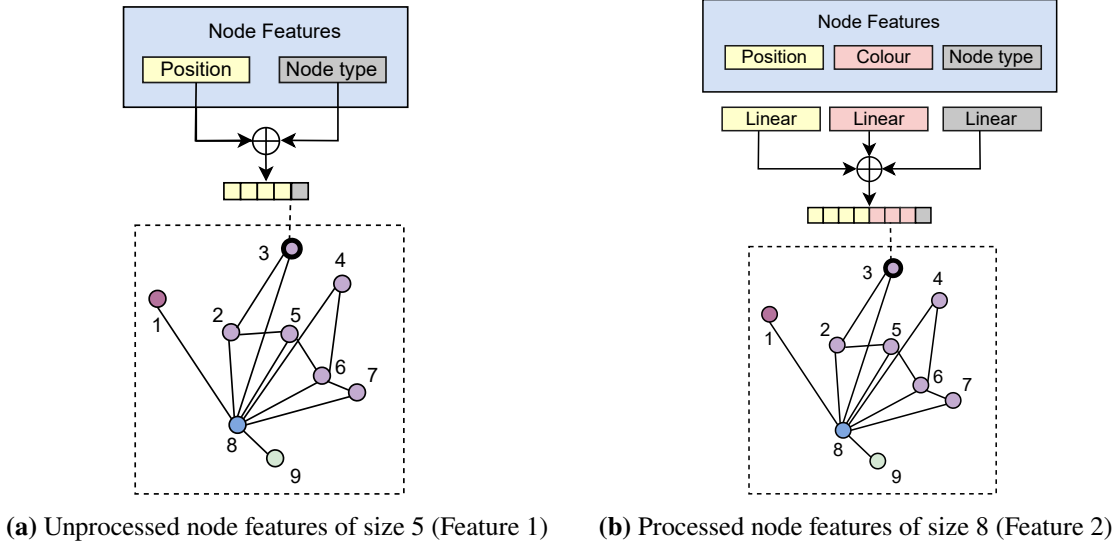 Node Features
Position
Node type
3
4
2
5
1
6
7
8
9
(a) Unprocessed node features of size 5 (Feature 1)
Node Features
Position
Colour
Node type
Linear
Linear
Linear
3
4
2
5
1
6
7
8
9
(b) Processed node features of size 8 (Feature 2)